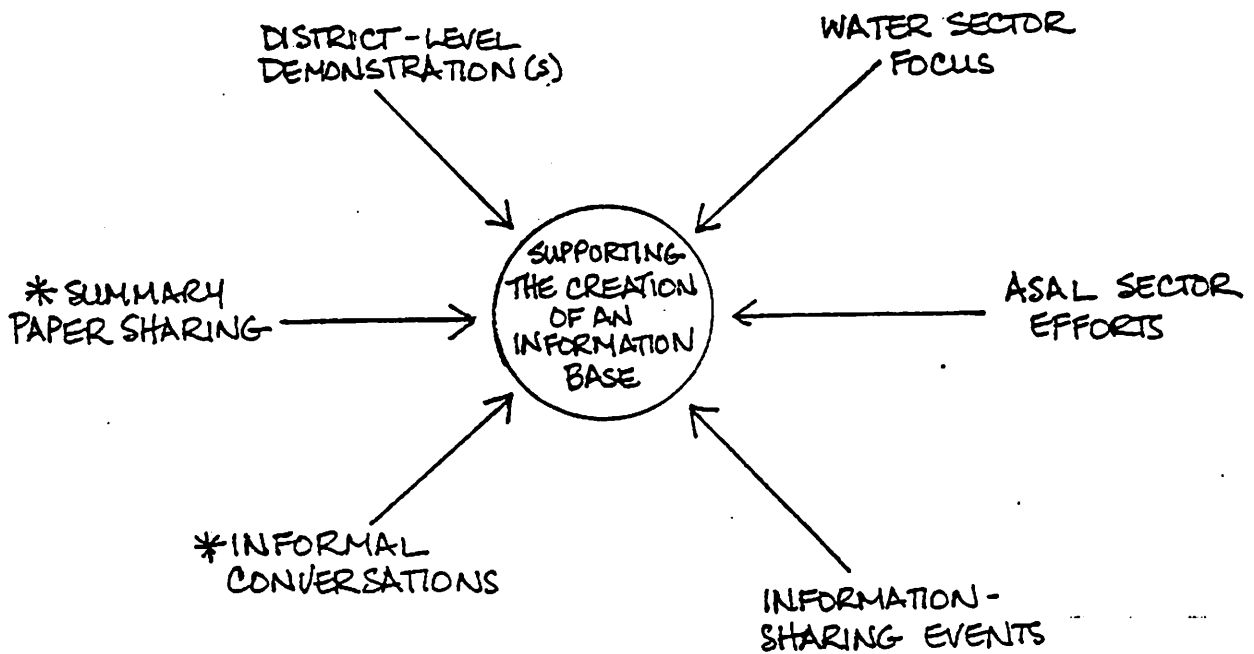 DISTRICT-LEVEL
DEMONSTRATION(S)
WATER SECTOR
FOCUS
* SUMMARY
PAPER SHARING
SUPPORTING
THE CREATION
OF AN
INFORMATION
BASE
ASAL SECTOR
EFFORTS
* INFORMAL
CONVERSATIONS
INFORMATION-
SHARING EVENTS